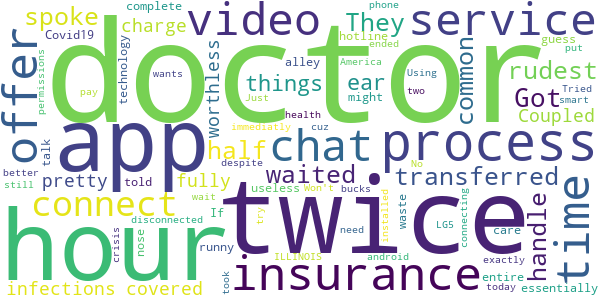 doctor
twice
hour
app
process
service
video
insurance
chat
offer
time
connect
waited
transferred
half
things
ear
They
Got
rudest
Coupled
common
handle
spoke
charge
worthless
fully
pretty
infections covered
complete
Covid19
technology
permissions
wants
pay
talk
told
better
still
alley
hotline
America
might
Just
health
immediatly
cuz
despite
useless
Won't
bucks
wait
If
try
need
ILLINOIS
disconnected
crisis
nose
runny
took
waste
installed
android
LG5
connecting
care
entire
exactly
today
essentially
No
Using
two
phone
ended
guess
put
Tried
smart